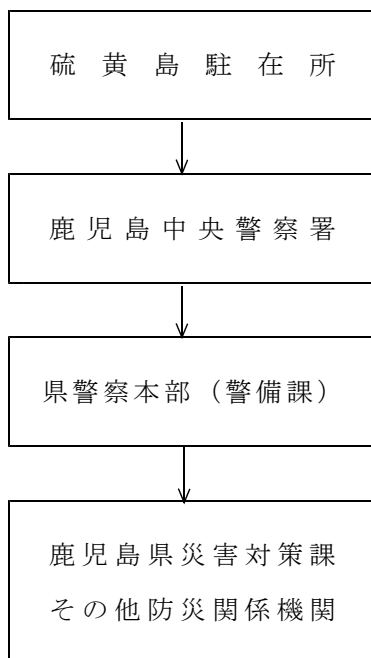 硫黄島駐在所
鹿児島中央警察署
県警察本部（警備課）
鹿児島県災害対策課
その他防災関係機関